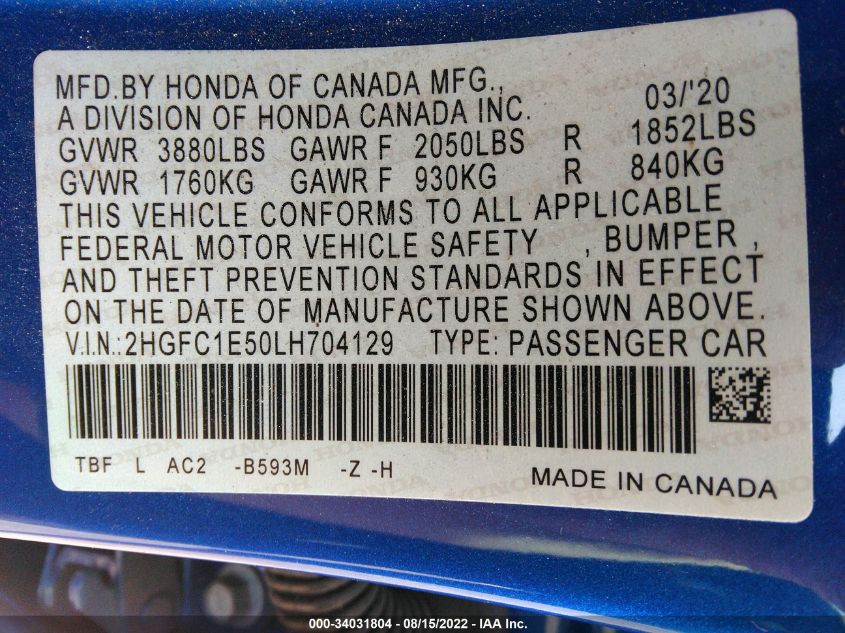 MFD.BY HONDA OF CANADA MFG.,
A DIVISION OF HONDA CANADA INC. 03/'20
GVWR 3880LBS GAWR F 2050LBS R 1852LBS
GVWR 1760KG GAWR F 930KG R 840KG
THIS VEHICLE CONFORMS TO ALL APPLICABLE
FEDERAL MOTOR VEHICLE SAFETY , BUMPER ,
AND THEFT PREVENTION STANDARDS IN EFFECT
ON THE DATE OF MANUFACTURE SHOWN ABOVE.
V.I.N.:2HGFC1E50LH704129 TYPE: PASSENGER CAR
TBF L AC2 -B593M -Z -H
MADE IN CANADA
000-34031804 - 08/15/2022 - IAA Inc.